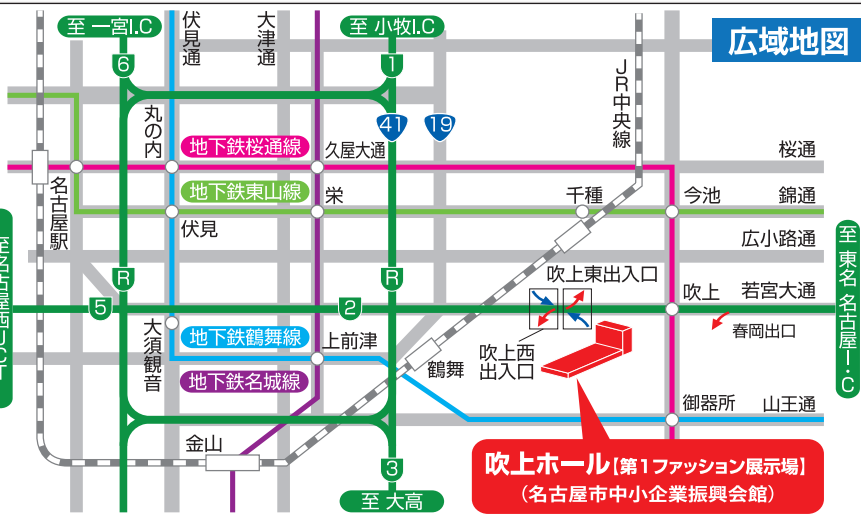 至 一宮I.C
伏見通
大津通
至 小牧I.C
広域地図
6
1
JR中央線
丸の内
41
19
地下鉄桜通線
久屋大通
桜通
名古屋駅
地下鉄東山線
栄
千種
今池
錦通
伏見
広小路通
至名古屋西JCT
R
R
吹上東出入口
至 東名 名古屋I・C
5
2
吹上
若宮大通
大須観音
地下鉄鶴舞線
上前津
吹上西
出入口
春岡出口
鶴舞
地下鉄名城線
御器所
山王通
金山
3
至 大高
吹上ホール【第1ファッション展示場】
（名古屋市中小企業振興会館）